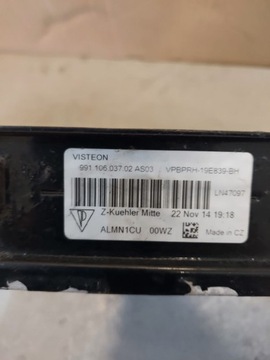 VISTEON
991.106.037.02 AS03 VPBPRH-19E839-BH
LN47097
Z-Kuehler Mitte 22 Nov 14 19:18
ALMN1CU 00WZ Made in CZ